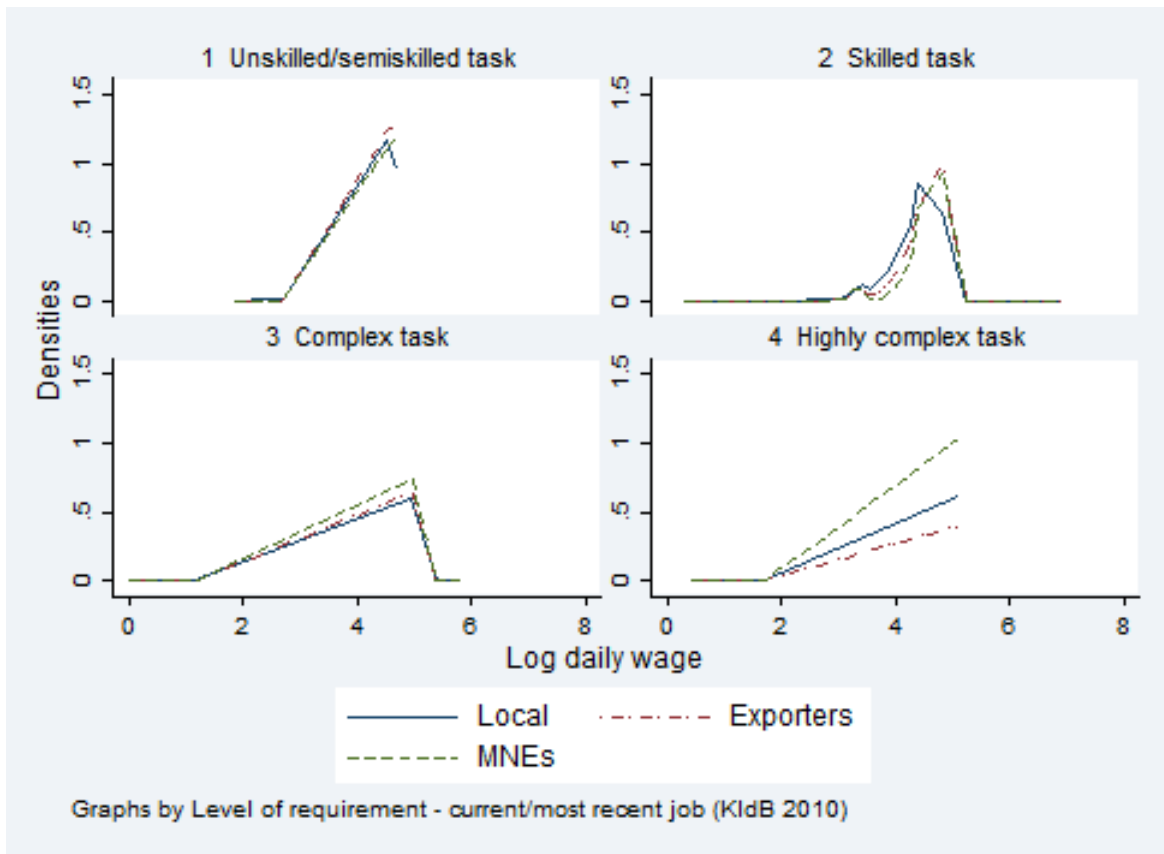 1 Unskilled/semiskilled task
2 Skilled task
1.5
1
.5
0
1.5
1
.5
0
3 Complex task
4 Highly complex task
Densities
1.5
1
.5
0
1.5
1
.5
0
0 2 4 6 8
0 2 4 6 8
Log daily wage
Local
Exporters
MNEs
Graphs by Level of requirement - current/most recent job (KldB 2010)